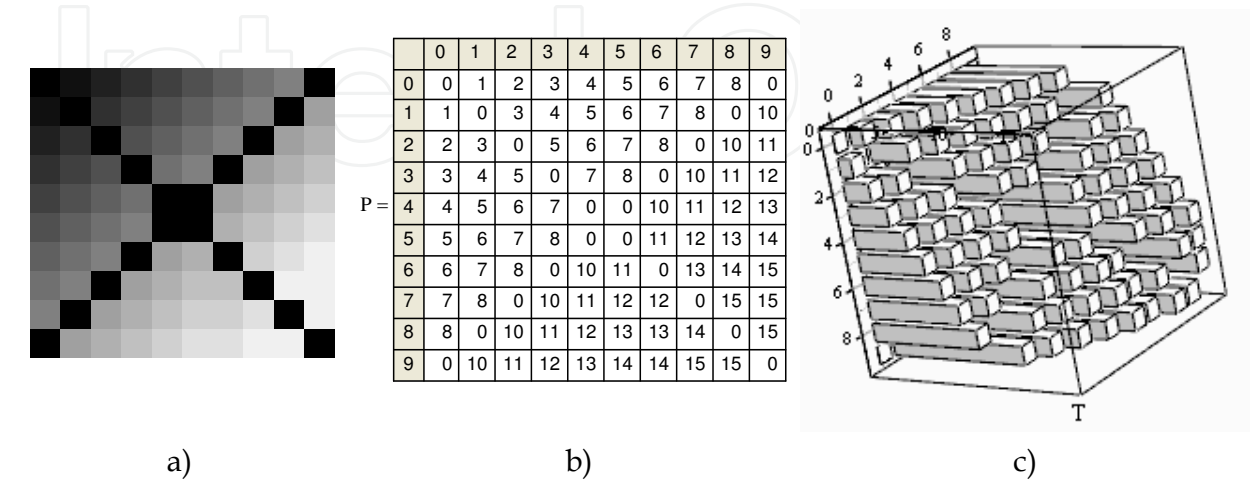 P =
0 1 2 3 4 5 6 7 8 9
0 0 1 2 3 4 5 6 7 8 0
1 1 0 3 4 5 6 7 8 0 10
2 2 3 0 5 6 7 8 0 10 11
3 3 4 5 0 7 8 0 10 11 12
4 4 5 6 7 0 0 10 11 12 13
5 5 6 7 8 0 0 11 12 13 14
6 6 7 8 0 10 11 0 13 14 15
7 7 8 0 10 11 12 12 0 15 15
8 8 0 10 11 12 13 13 14 0 15
9 0 10 11 12 13 14 14 15 15 0
0 2 4 6 8
0
0
2
4
6
8
T
a) b) c)